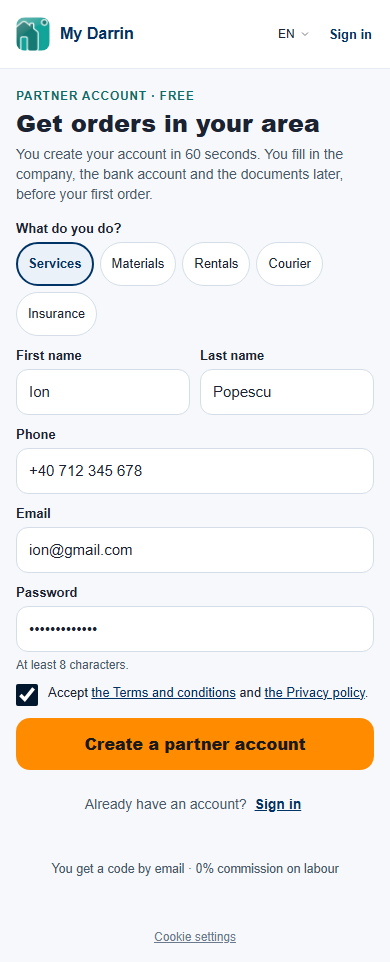 My Darrin
EN
Sign in
PARTNER ACCOUNT · FREE
Get orders in your area
You create your account in 60 seconds. You fill in the
company, the bank account and the documents later,
before your first order.
What do you do?
Services
Materials
Rentals
Courier
Insurance
First name
Last name
Ion
Popescu
Phone
+40 712 345 678
Email
ion@gmail.com
Password
•••••••••••••
At least 8 characters.
Accept the Terms and conditions and the Privacy policy.
Create a partner account
Already have an account? Sign in
You get a code by email · 0% commission on labour
Cookie settings